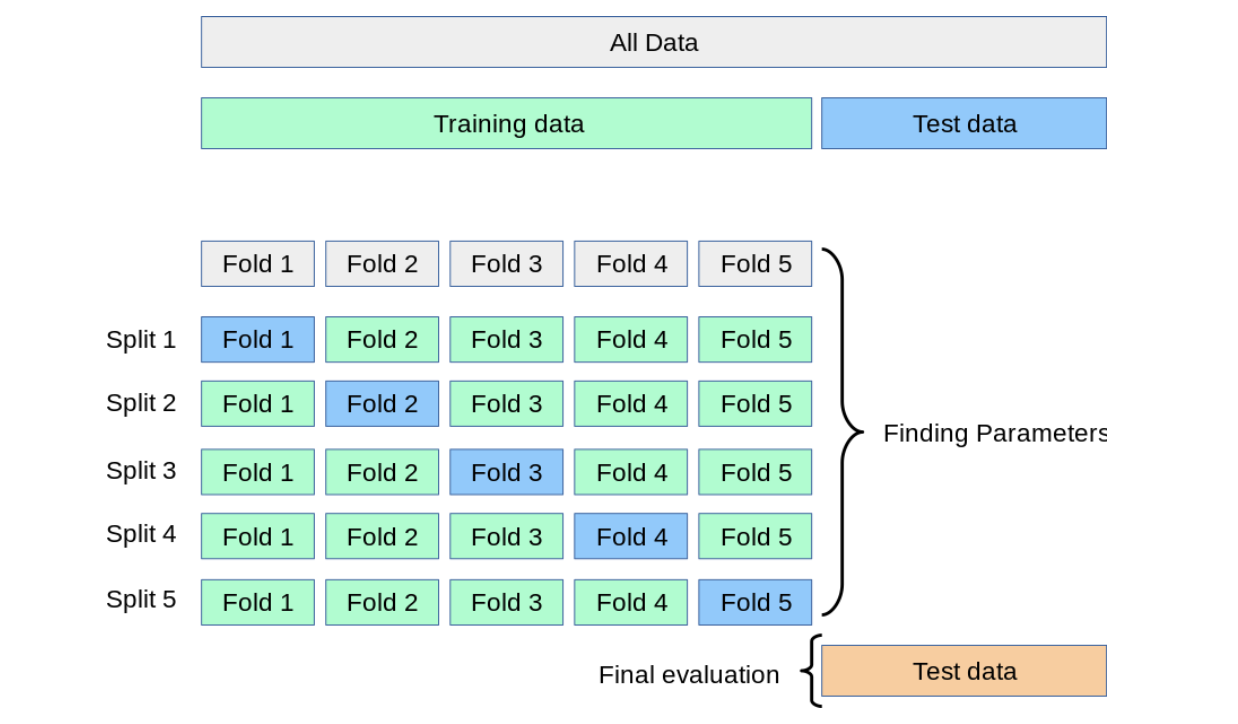 All Data
Training data Test data
Fold 1 Fold 2 Fold 3 Fold 4 Fold 5
Split 1 Fold 1 Fold 2 Fold 3 Fold 4 Fold 5
Split 2 Fold 1 Fold 2 Fold 3 Fold 4 Fold 5
Finding Parameters
Split 3 Fold 1 Fold 2 Fold 3 Fold 4 Fold 5
Split 4 Fold 1 Fold 2 Fold 3 Fold 4 Fold 5
Split 5 Fold 1 Fold 2 Fold 3 Fold 4 Fold 5
Final evaluation Test data